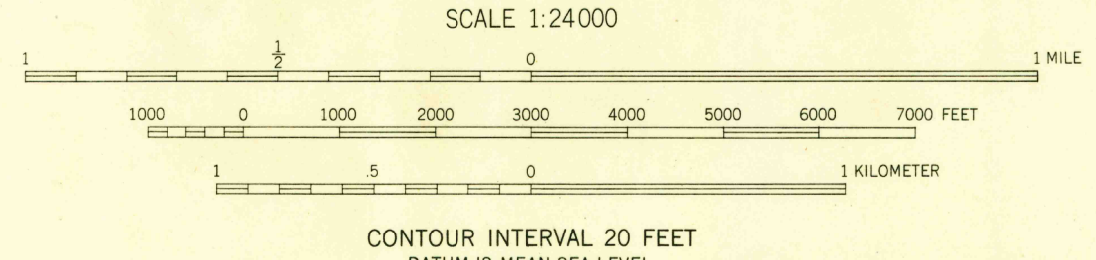 SCALE 1:24000
1 1/2 0 1 MILE
1000 0 1000 2000 3000 4000 5000 6000 7000 FEET
1 .5 0 1 KILOMETER
CONTOUR INTERVAL 20 FEET
DATUM IS MEAN SEA LEVEL